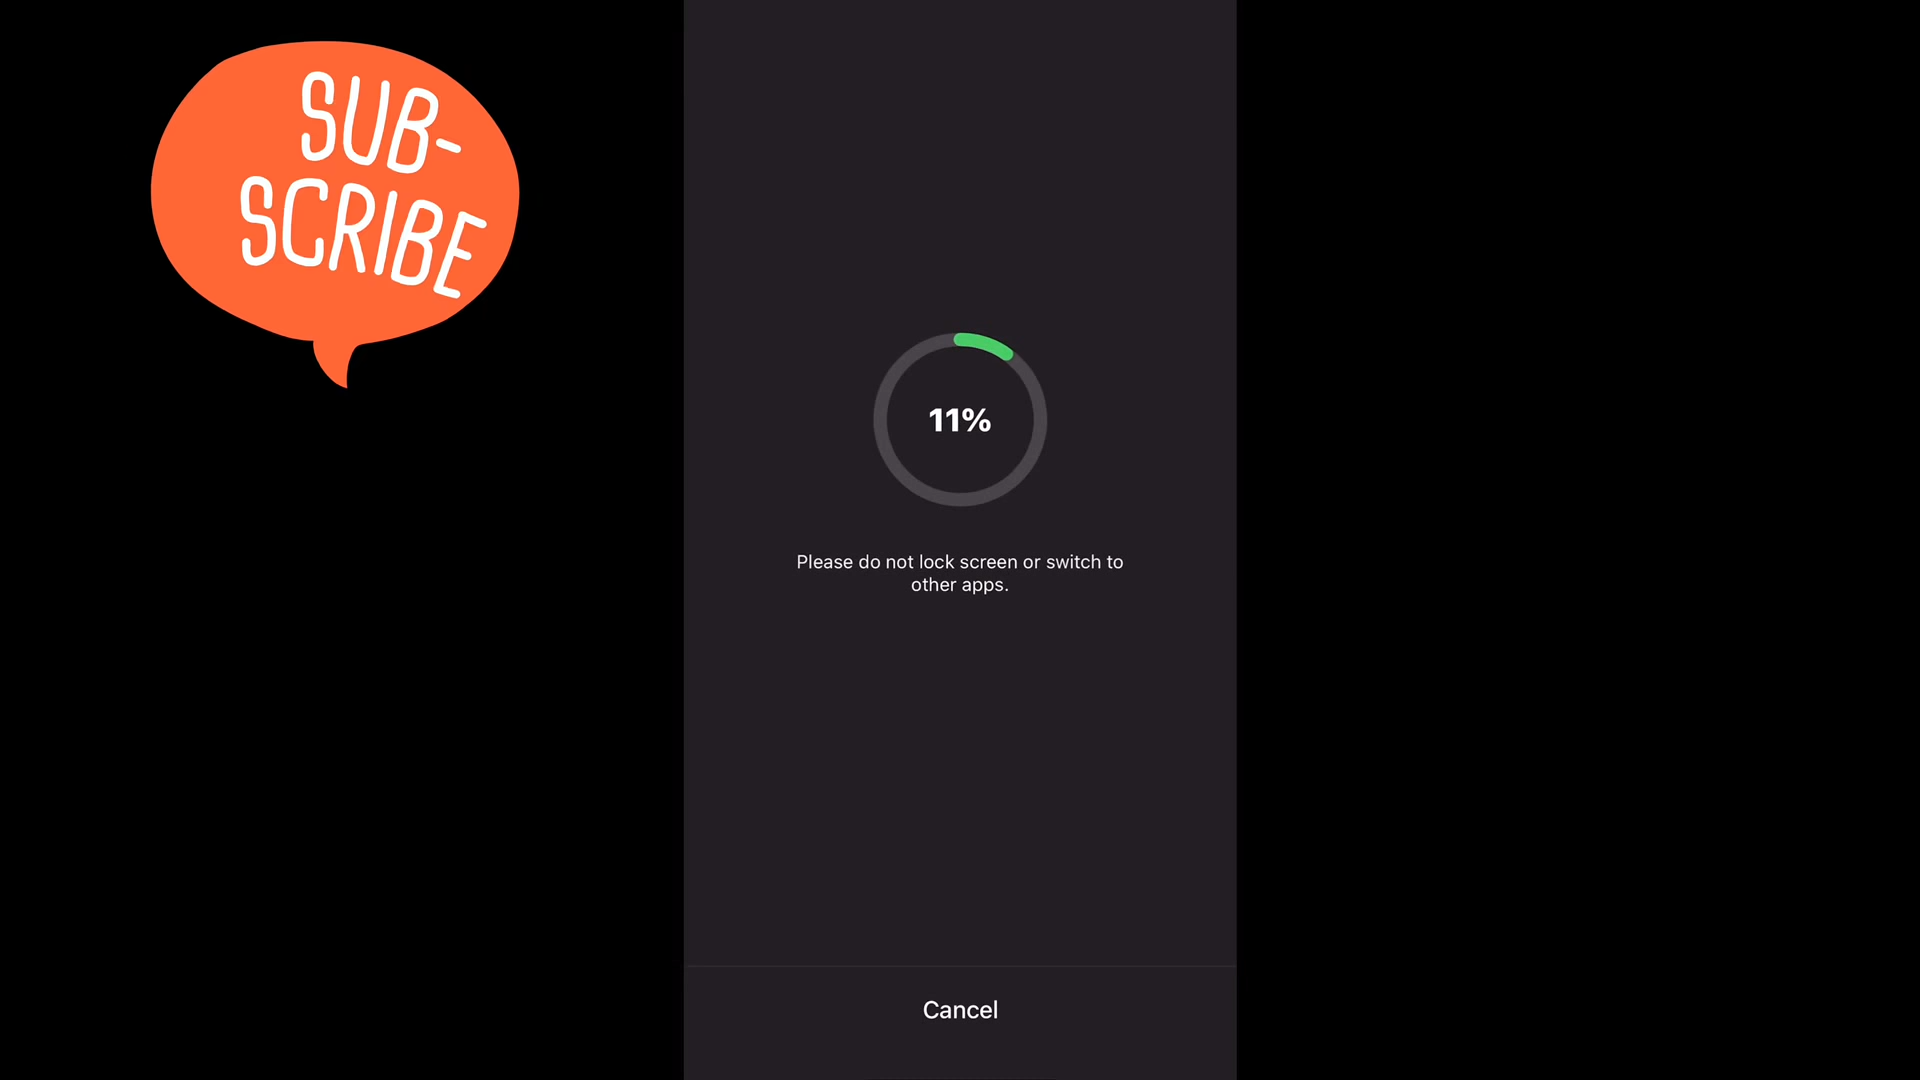 SUB-
SCRIBE
11%
Please do not lock screen or switch to
other apps.
Cancel